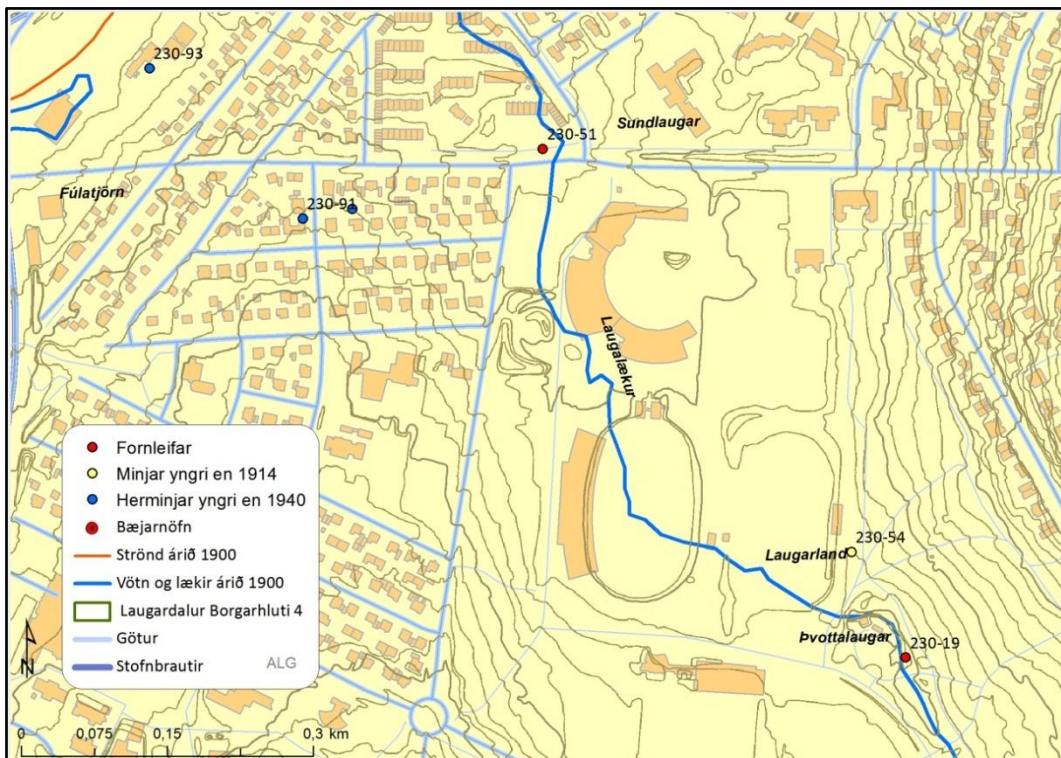 230-93
230-51
Sundlaugar
Fúlatjörn
230-91
Laugalækur
Laugarland
230-54
Þvottalaugar
230-19
Fornleifar
Minjar yngri en 1914
Herminjar yngri en 1940
Bæjarnöfn
Strönd árið 1900
Vötn og lækir árið 1900
Laugardalur Borgarhluti 4
Götur
Stofnbrautir
ALG
N
0 0,075 0,15 0,3 km